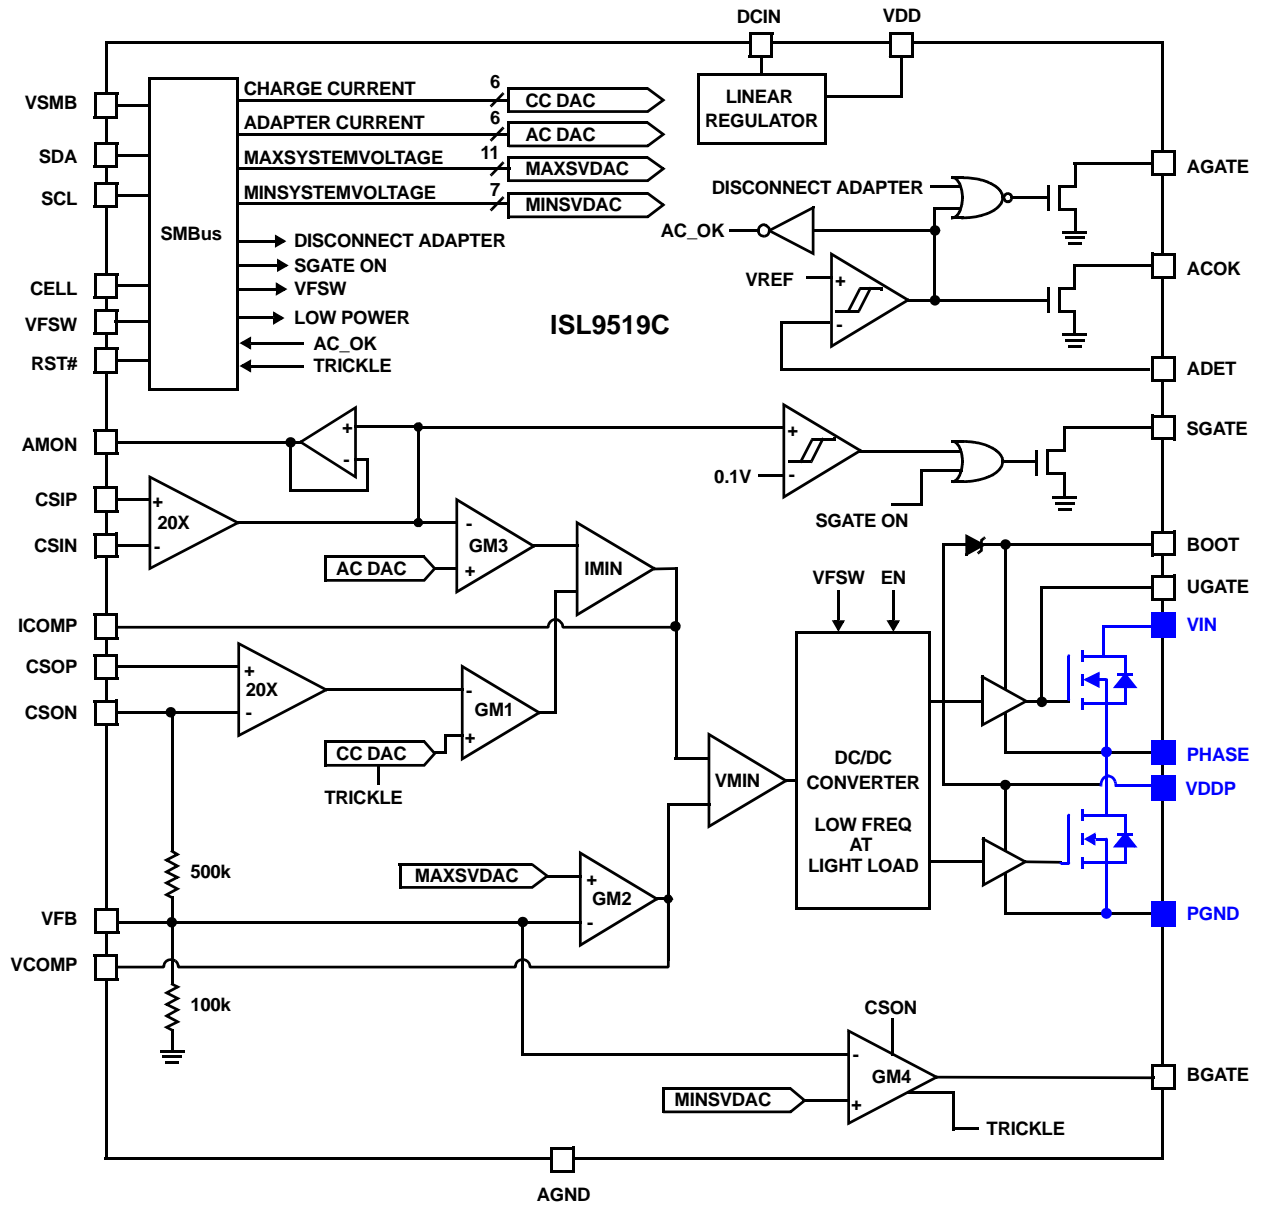 DCIN
VDD
VSMB
SDA
SCL
CELL
VFSW
RST#
SMBus
CHARGE CURRENT
6
CC DAC
ADAPTER CURRENT
6
AC DAC
MAXSYSTEMVOLTAGE
11
MAXSVDAC
MINSYSTEMVOLTAGE
7
MINSVDAC
DISCONNECT ADAPTER
SGATE ON
VFSW
LOW POWER
AC_OK
TRICKLE
LINEAR
REGULATOR
DISCONNECT ADAPTER
AC_OK
VREF
+
-
AGATE
ACOK
ADET
ISL9519C
AMON
+
-
CSIP
CSIN
+
20X
-
-
GM3
+
AC DAC
IMIN
+
0.1V
-
SGATE ON
SGATE
ICOMP
CSOP
CSON
+
20X
-
-
GM1
+
CC DAC
TRICKLE
VMIN
VFSW
EN
DC/DC
CONVERTER
LOW FREQ
AT
LIGHT LOAD
BOOT
UGATE
VIN
PHASE
VDDP
PGND
500k
MAXSVDAC
+
GM2
-
VFB
VCOMP
100k
CSON
-
GM4
+
MINSVDAC
TRICKLE
BGATE
AGND